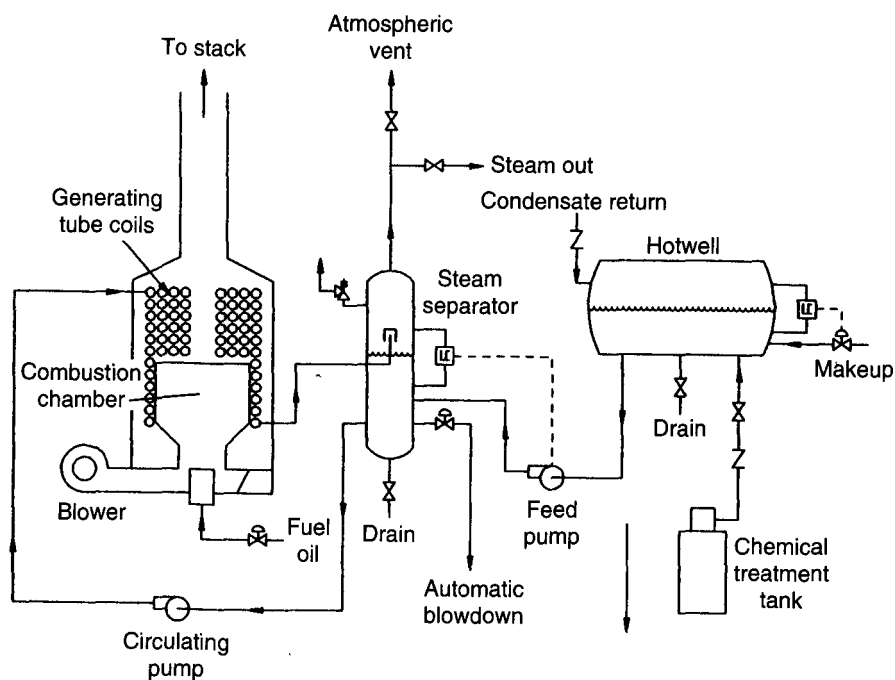 Atmospheric
vent
To stack
Steam out
Generating
tube coils
Condensate return
Hotwell
Steam
separator
Combustion
chamber
Makeup
Drain
Blower
Fuel
oil
Drain
Feed
pump
Chemical
treatment
tank
Automatic
blowdown
Circulating
pump